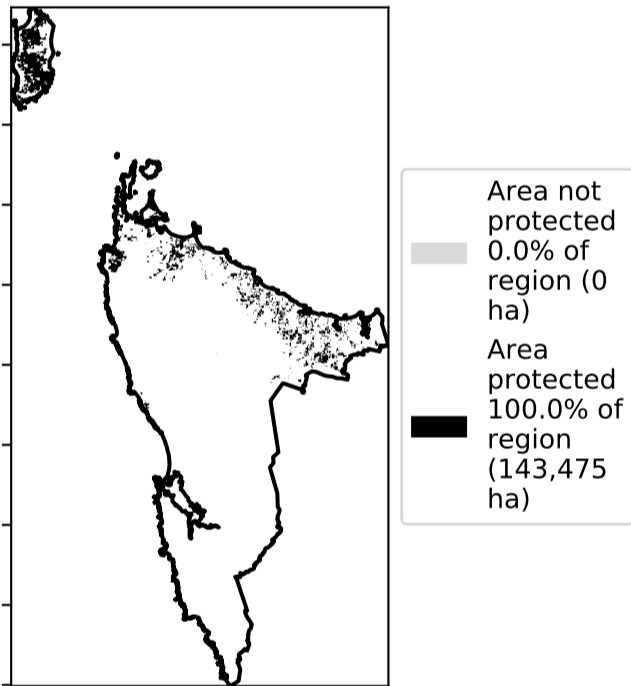 Area not
protected
0.0% of
region (0
ha)
Area
protected
100.0% of
region
(143,475
ha)